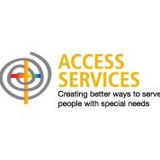 ACCESS
SERVICES
Creating better ways to serve
people with special needs